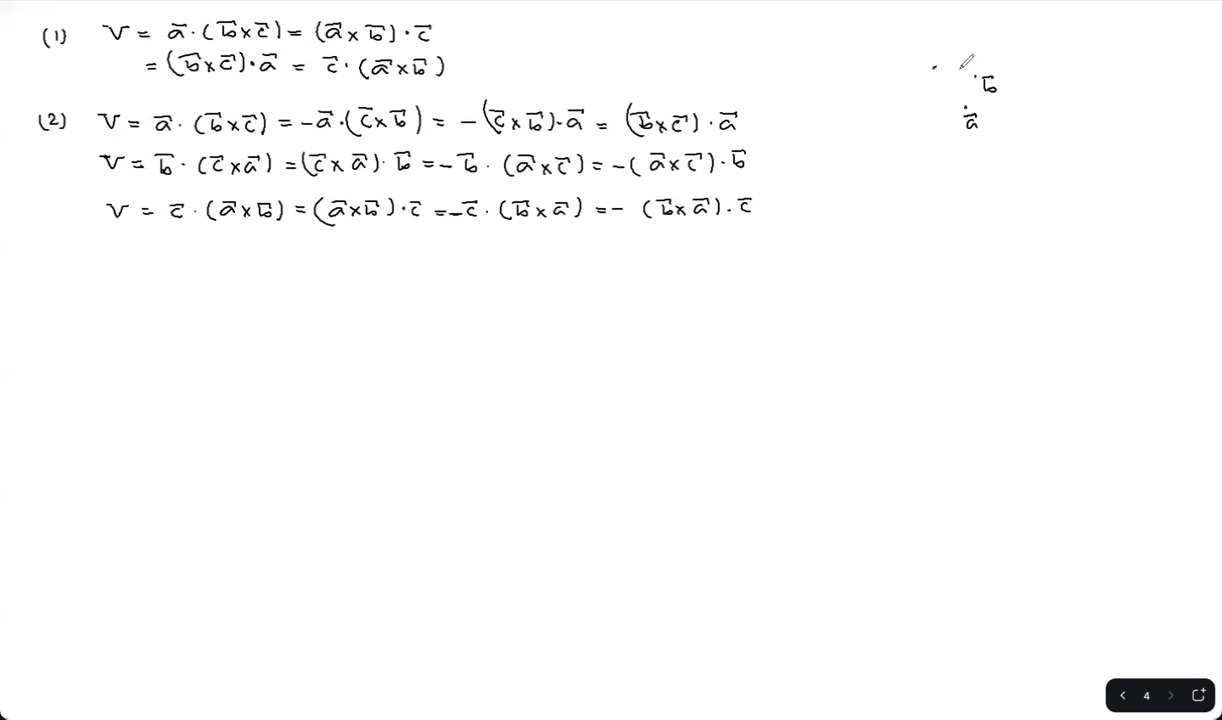 (1) V = a⃗ · (b⃗ × c⃗) = (a⃗ × b⃗) · c⃗
= (b⃗ × c⃗) · a⃗ = c⃗ · (a⃗ × b⃗)
(2) V = a⃗ · (b⃗ × c⃗) = - a⃗ · (c⃗ × b⃗) = - (c⃗ × b⃗) · a⃗ = (b⃗ × c⃗) · a⃗
V = b⃗ · (c⃗ × a⃗) = (c⃗ × a⃗) · b⃗ = - b⃗ · (a⃗ × c⃗) = - (a⃗ × c⃗) · b⃗
V = c⃗ · (a⃗ × b⃗) = (a⃗ × b⃗) · c⃗ = - c⃗ · (b⃗ × a⃗) = - (b⃗ × a⃗) · c⃗
b⃗
a⃗
4